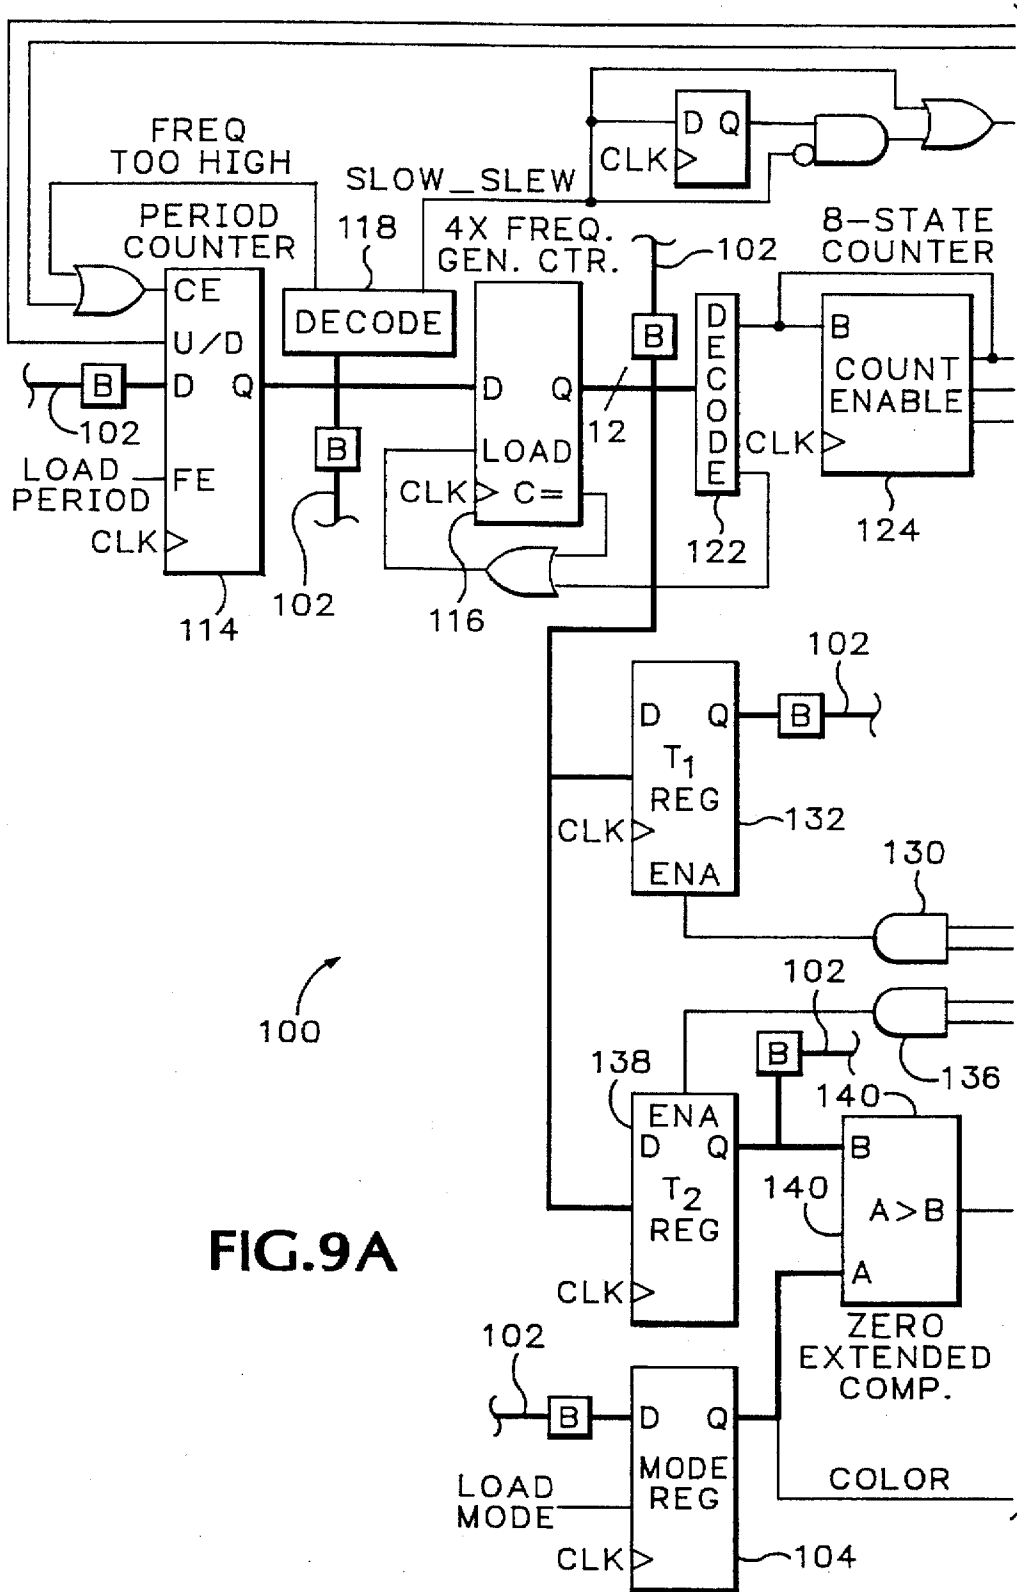 FREQ
TOO HIGH
D Q
CLK
SLOW_SLEW
PERIOD
COUNTER
118
4X FREQ.
GEN. CTR.
102
8-STATE
COUNTER
CE
DECODE
B
DECODE
B
U/D
B
D Q
D Q
12
COUNT
ENABLE
102
B
LOAD
CLK
LOAD
PERIOD
FE
CLK
C=
102
122
124
CLK
114
102
116
102
D Q
B
T1
REG
132
CLK
ENA
130
100
102
B
138
136
140
ENA
D Q
B
140
T2
REG
A>B
FIG.9A
A
CLK
ZERO
EXTENDED
COMP.
102
B
D Q
MODE
REG
LOAD
MODE
COLOR
CLK
104